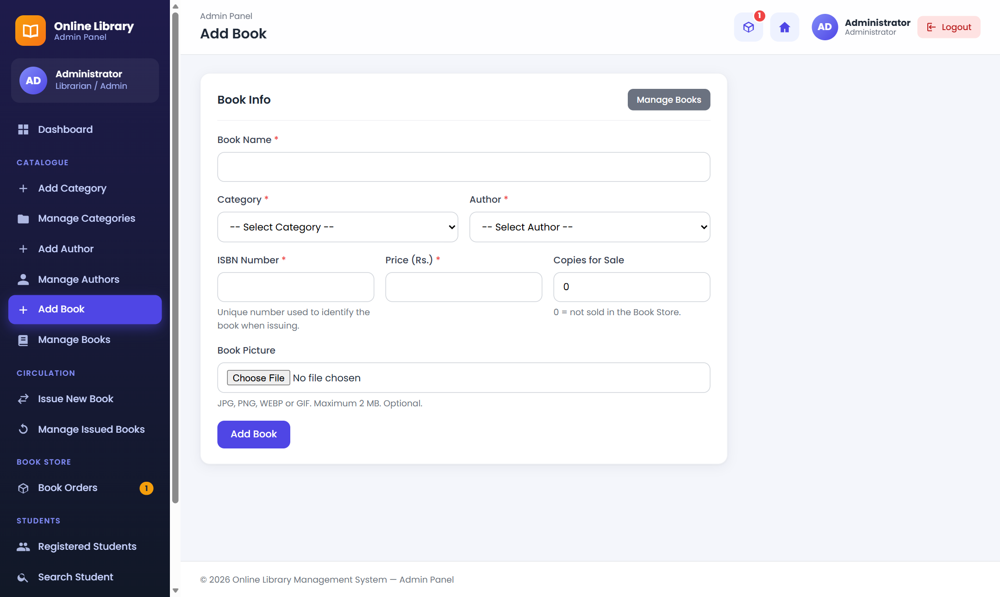 Online Library
Admin Panel
AD
Administrator
Librarian / Admin
Dashboard
CATALOGUE
Add Category
Manage Categories
Add Author
Manage Authors
Add Book
Manage Books
CIRCULATION
Issue New Book
Manage Issued Books
BOOK STORE
Book Orders 1
STUDENTS
Registered Students
Search Student
Admin Panel
Add Book
1
AD
Administrator
Administrator
Logout
Book Info
Manage Books
Book Name *
Category * Author *
-- Select Category -- -- Select Author --
ISBN Number * Price (Rs.) * Copies for Sale
0
Unique number used to identify the
book when issuing.
0 = not sold in the Book Store.
Book Picture
Choose File No file chosen
JPG, PNG, WEBP or GIF. Maximum 2 MB. Optional.
Add Book
© 2026 Online Library Management System — Admin Panel